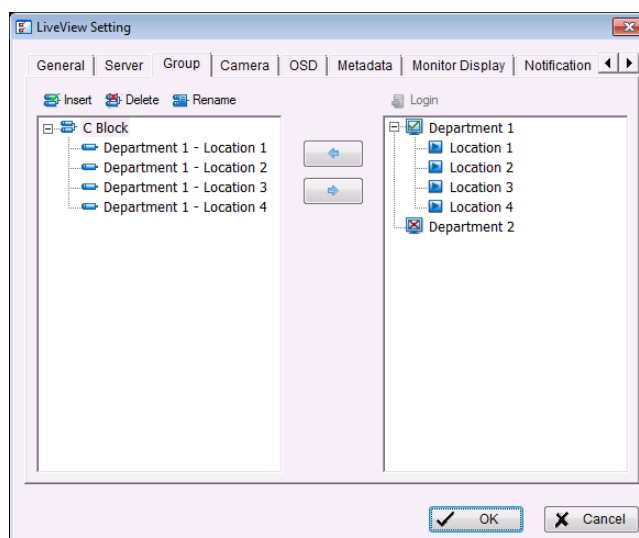 LiveView Setting
General Server Group Camera OSD Metadata Monitor Display Notification
Insert Delete Rename
Login
C Block
Department 1 - Location 1
Department 1 - Location 2
Department 1 - Location 3
Department 1 - Location 4
Department 1
Location 1
Location 2
Location 3
Location 4
Department 2
OK Cancel